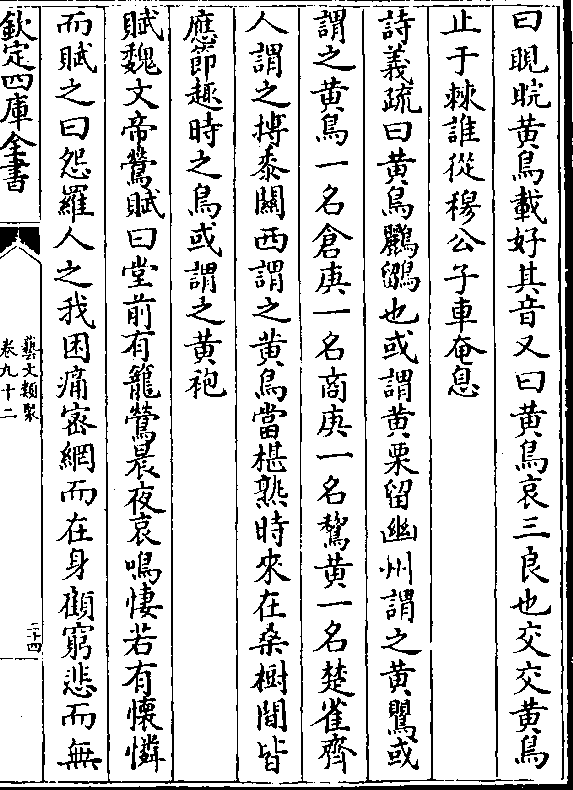 曰睍睆黄鳥載好其音又曰黄鳥哀三良也交交黄鳥
止于棘誰從穆公子車奄息
詩義疏曰黄鳥鸝鶹也或謂黄栗留幽州謂之黄鸎或
謂之黄鳥一名倉庚一名商庚一名鵹黄一名楚雀齊
人謂之摶黍關西謂之黄鳥當椹熟時來在桑樹間皆
應節趣時之鳥或謂之黄袍
賦魏文帝鶯賦曰堂前有籠鶯晨夜哀鳴悽若有懷憐
而賦之曰怨羅人之我困痛密網而在身顧窮悲而無
欽定四庫全書
藝文類聚
卷九十二
二十四